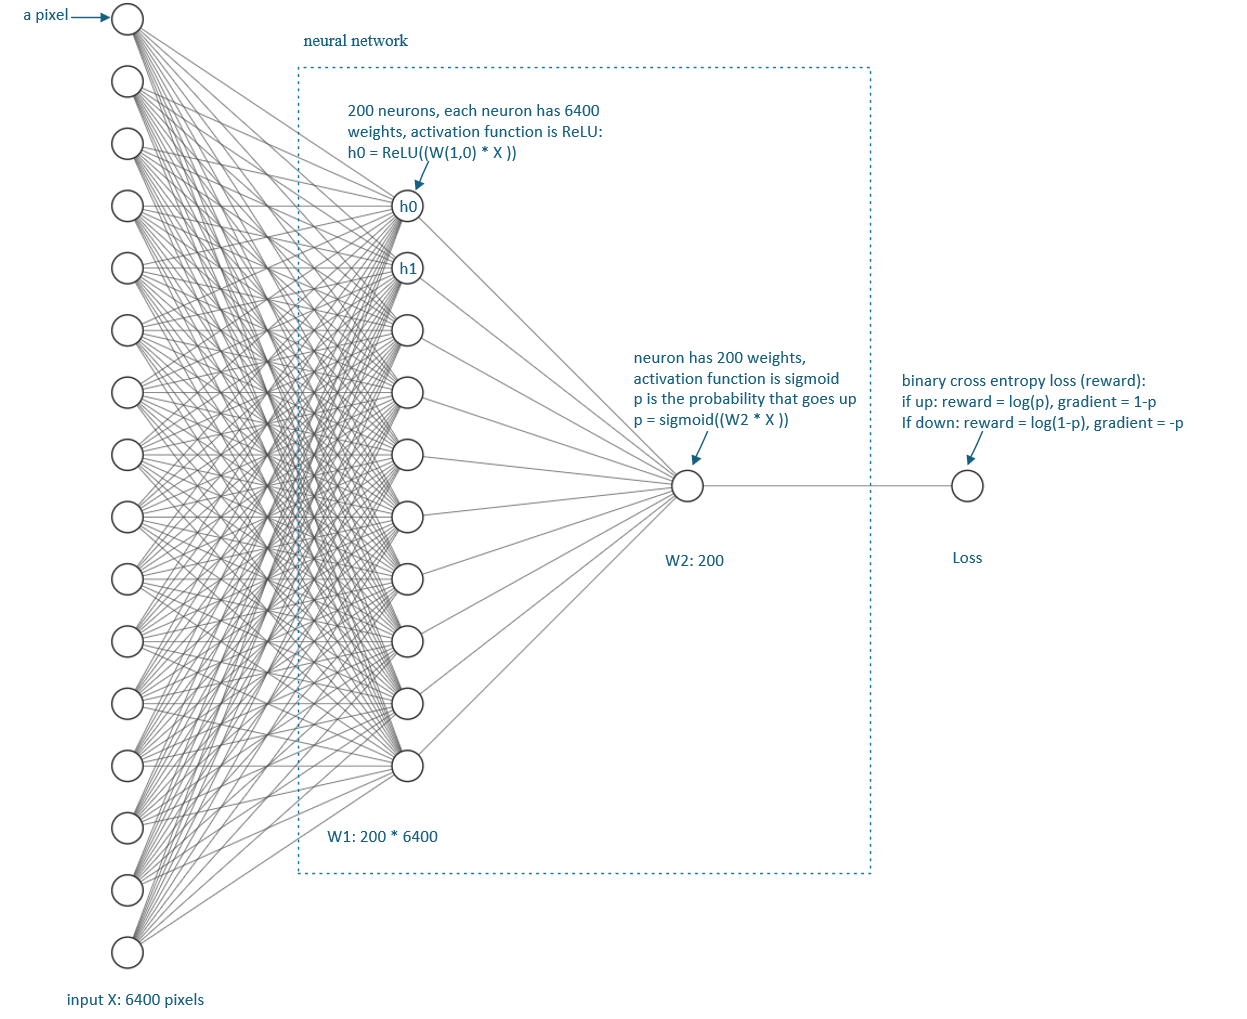 a pixel
neural network
200 neurons, each neuron has 6400
weights, activation function is ReLU:
h0 = ReLU((W(1,0) * X ))
h0
h1
neuron has 200 weights,
activation function is sigmoid
p is the probability that goes up
p = sigmoid((W2 * X ))
binary cross entropy loss (reward):
if up: reward = log(p), gradient = 1-p
If down: reward = log(1-p), gradient = -p
W2: 200
Loss
W1: 200 * 6400
input X: 6400 pixels